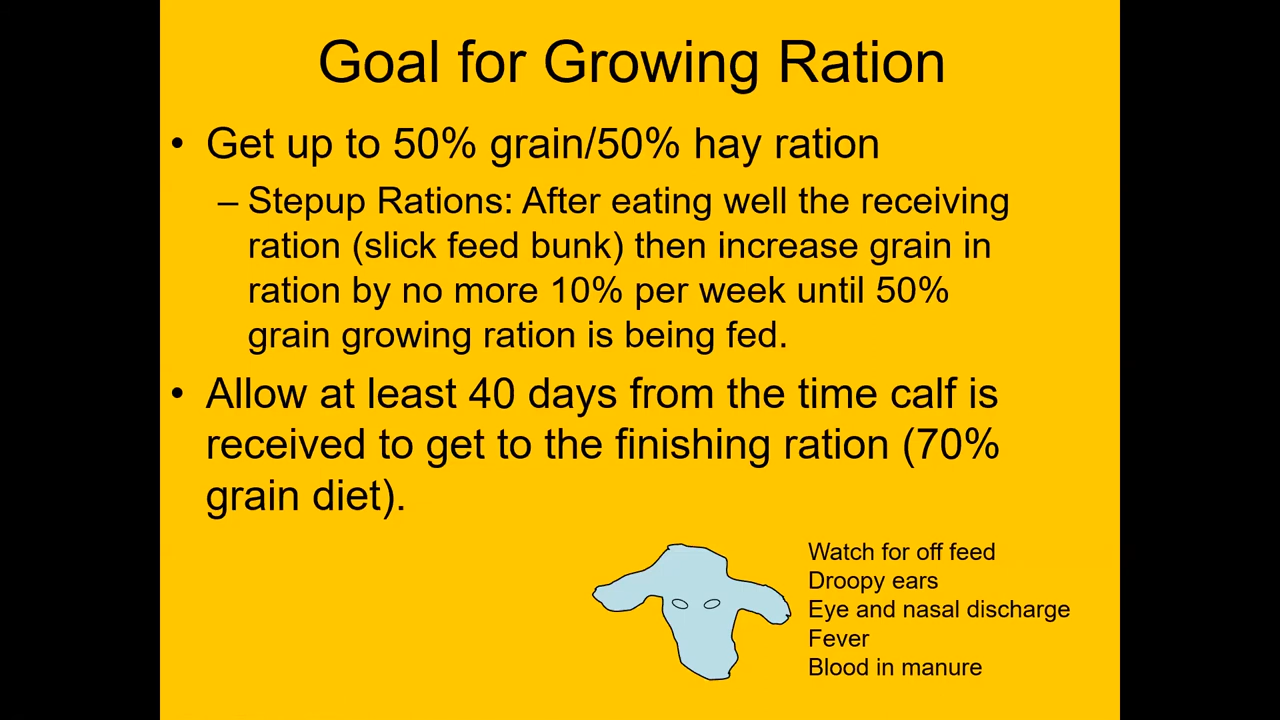 Goal for Growing Ration
• Get up to 50% grain/50% hay ration
– Stepup Rations: After eating well the receiving
ration (slick feed bunk) then increase grain in
ration by no more 10% per week until 50%
grain growing ration is being fed.
• Allow at least 40 days from the time calf is
received to get to the finishing ration (70%
grain diet).
Watch for off feed
Droopy ears
Eye and nasal discharge
Fever
Blood in manure